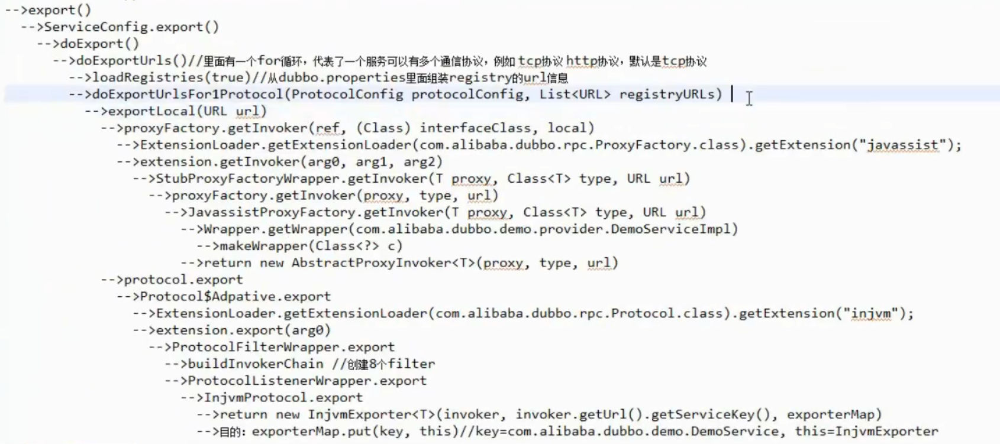 -->export()
-->ServiceConfig.export()
-->doExport()
-->doExportUrls()//里面有一个for循环，代表了一个服务可以有多个通信协议，例如 tcp协议 http协议，默认是tcp协议
-->loadRegistries(true)//从dubbo.properties里面组装registry的url信息
-->doExportUrlsFor1Protocol(ProtocolConfig protocolConfig, List<URL> registryURLs)
-->exportLocal(URL url)
-->proxyFactory.getInvoker(ref, (Class) interfaceClass, local)
-->ExtensionLoader.getExtensionLoader(com.alibaba.dubbo.rpc.ProxyFactory.class).getExtension("javassist");
-->extension.getInvoker(arg0, arg1, arg2)
-->StubProxyFactoryWrapper.getInvoker(T proxy, Class<T> type, URL url)
-->proxyFactory.getInvoker(proxy, type, url)
-->JavassistProxyFactory.getInvoker(T proxy, Class<T> type, URL url)
-->Wrapper.getWrapper(com.alibaba.dubbo.demo.provider.DemoServiceImpl)
-->makeWrapper(Class<?> c)
-->return new AbstractProxyInvoker<T>(proxy, type, url)
-->protocol.export
-->Protocol$Adpative.export
-->ExtensionLoader.getExtensionLoader(com.alibaba.dubbo.rpc.Protocol.class).getExtension("injvm");
-->extension.export(arg0)
-->ProtocolFilterWrapper.export
-->buildInvokerChain //创建8个filter
-->ProtocolListenerWrapper.export
-->InjvmProtocol.export
-->return new InjvmExporter<T>(invoker, invoker.getUrl().getServiceKey(), exporterMap)
-->目的：exporterMap.put(key, this)//key=com.alibaba.dubbo.demo.DemoService, this=InjvmExporter